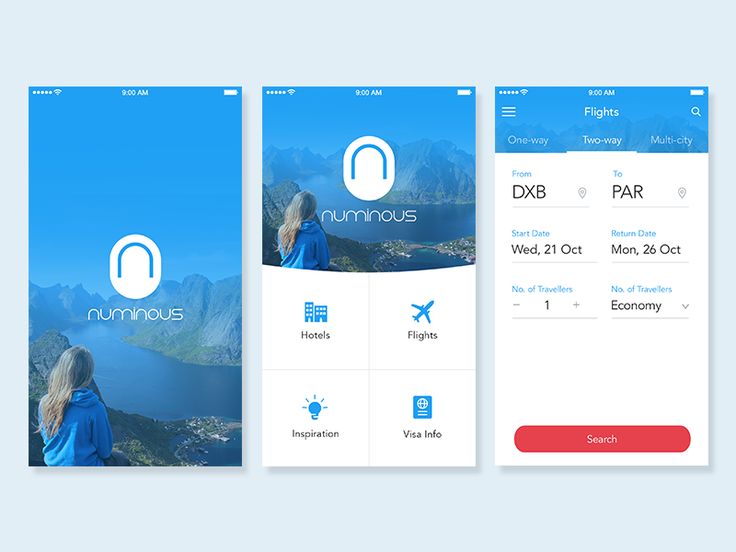 9:00 AM
numinous
9:00 AM
numinous
Hotels
Flights
Inspiration
Visa Info
9:00 AM
Flights
One-way Two-way Multi-city
From To
DXB PAR
Start Date Return Date
Wed, 21 Oct Mon, 26 Oct
No. of Travellers No. of Travellers
− 1 + Economy
Search